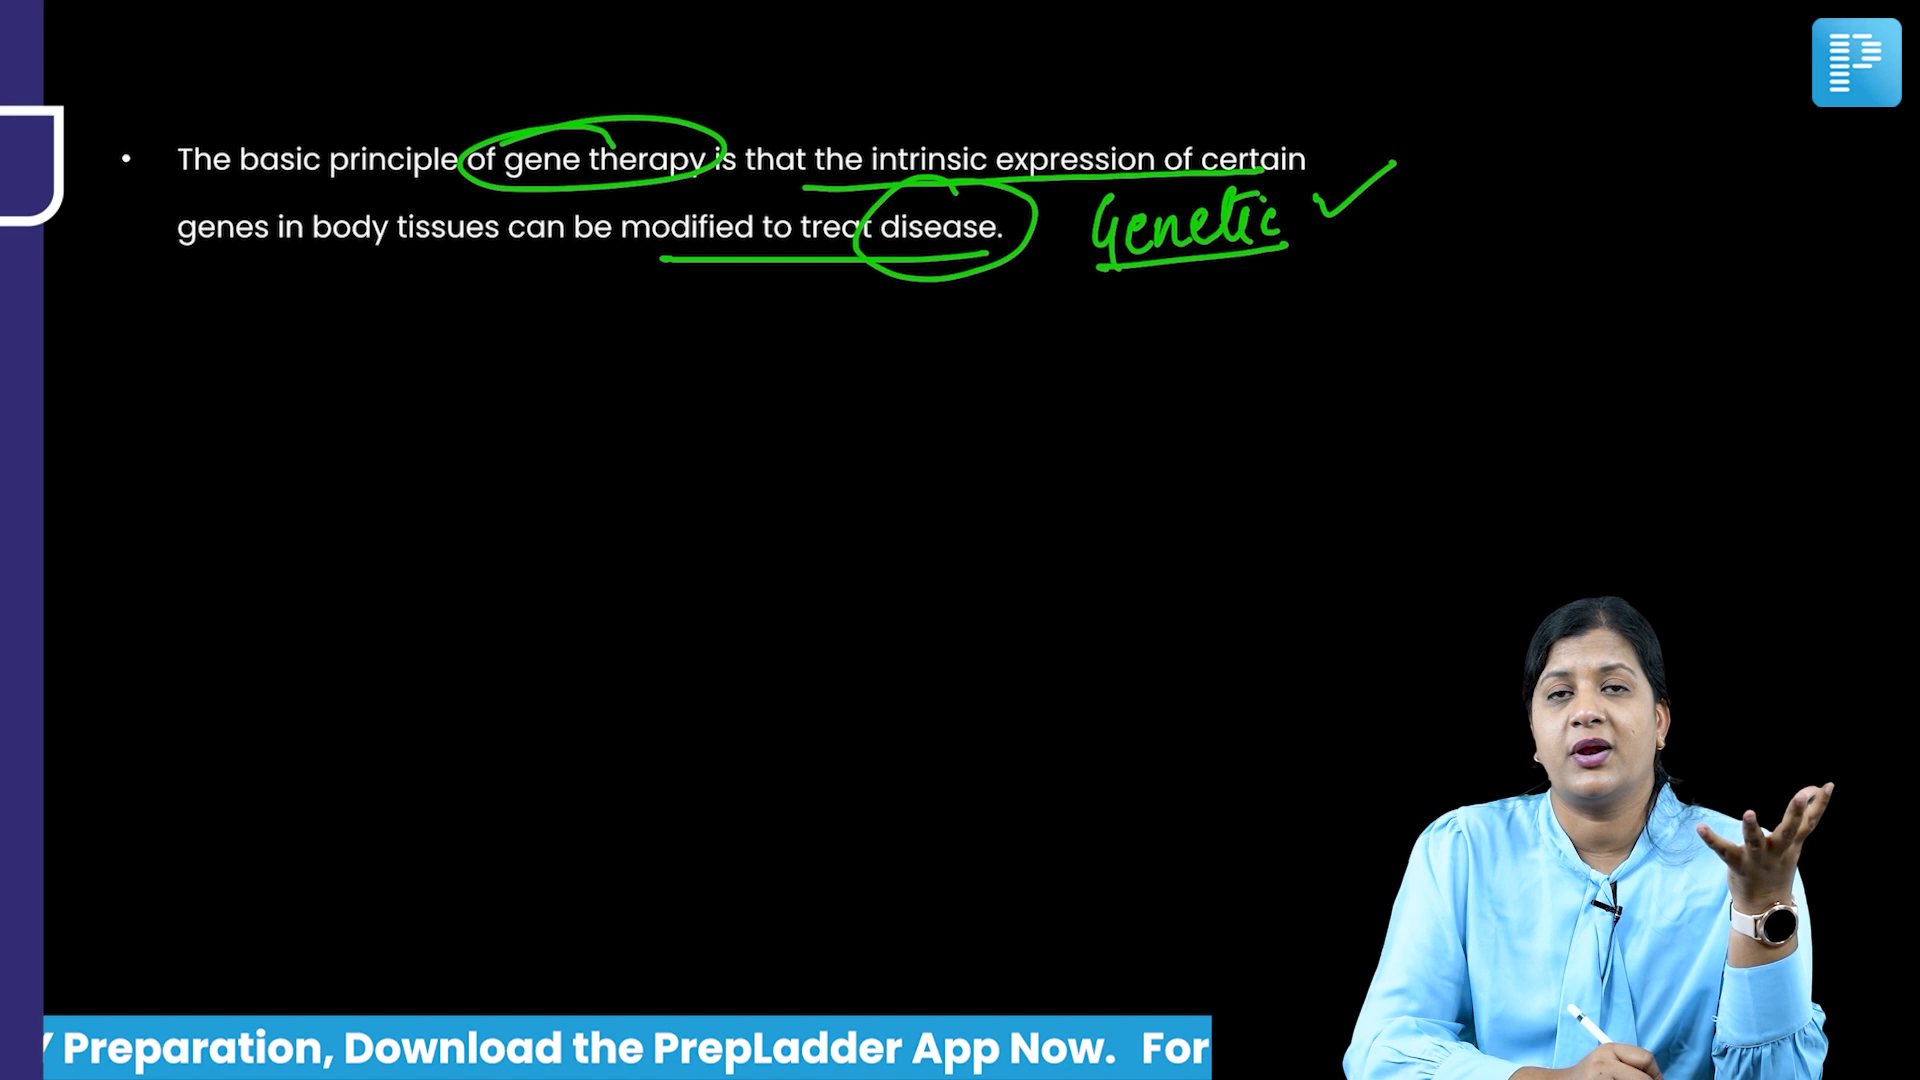 • The basic principle of gene therapy is that the intrinsic expression of certain
genes in body tissues can be modified to treat disease.
Genetic
Preparation, Download the PrepLadder App Now. For